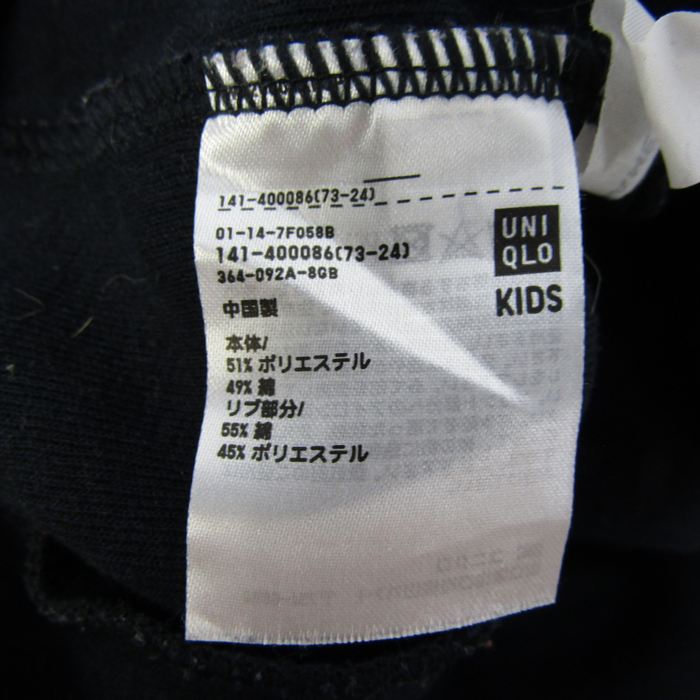 141-400086(73-24)
01-14-7F058B
141-400086(73-24)
364-092A-8GB
UNI
QLO
KIDS
中国製
本体/
51% ポリエステル
49% 綿
リブ部分/
55% 綿
45% ポリエステル